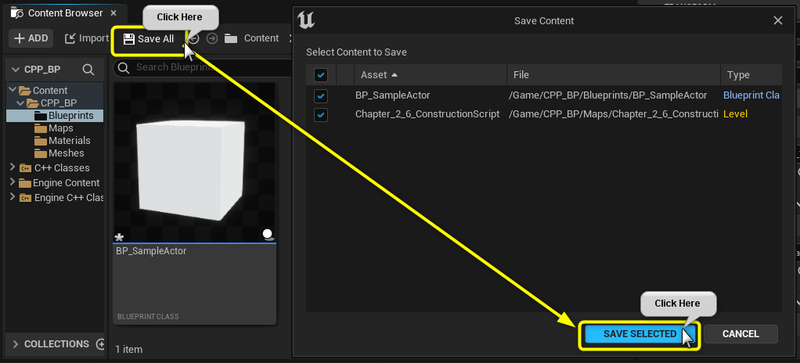 Content Browser
Click Here
ADD
Import
Save All
Content
CPP_BP
Search Blueprints
Content
CPP_BP
Blueprints
Maps
Materials
Meshes
C++ Classes
Engine Content
Engine C++ Clas
COLLECTIONS
BP_SampleActor
BLUEPRINT CLASS
1 item
Save Content
Select Content to Save
Asset File Type
BP_SampleActor /Game/CPP_BP/Blueprints/BP_SampleActor Blueprint Cla
Chapter_2_6_ConstructionScript /Game/CPP_BP/Maps/Chapter_2_6_Constructi Level
Click Here
SAVE SELECTED
CANCEL